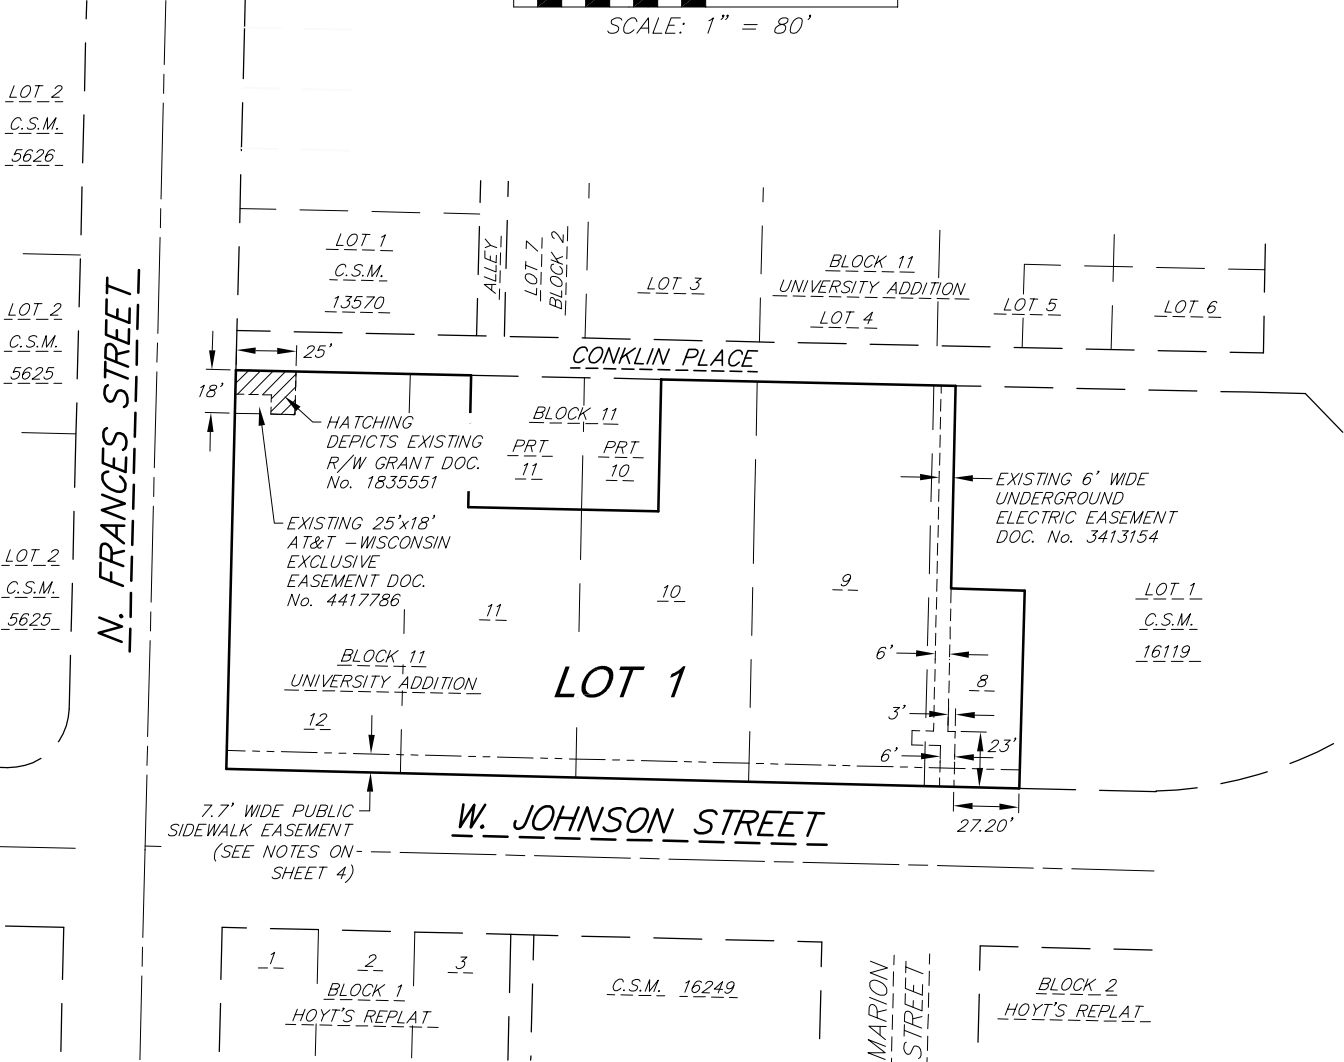 SCALE: 1" = 80'
LOT 2
C.S.M.
5626
LOT 1
C.S.M.
13570
ALLEY
LOT 7
BLOCK 2
LOT 3
BLOCK 11
UNIVERSITY ADDITION
LOT 4
LOT 5
LOT 6
LOT 2
C.S.M.
5625
N. FRANCES STREET
CONKLIN PLACE
25'
18'
HATCHING
DEPICTS EXISTING
R/W GRANT DOC.
No. 1835551
BLOCK 11
PRT
11
PRT
10
EXISTING 6' WIDE
UNDERGROUND
ELECTRIC EASEMENT
DOC. No. 3413154
EXISTING 25'x18'
AT&T -WISCONSIN
EXCLUSIVE
EASEMENT DOC.
No. 4417786
LOT 2
C.S.M.
5625
11
10
9
LOT 1
C.S.M.
16119
BLOCK 11
UNIVERSITY ADDITION
12
LOT 1
6'
8
3'
6'
23'
27.20'
7.7' WIDE PUBLIC
SIDEWALK EASEMENT
(SEE NOTES ON
SHEET 4)
W. JOHNSON STREET
1
2
3
BLOCK 1
HOYT'S REPLAT
C.S.M. 16249
MARION
STREET
BLOCK 2
HOYT'S REPLAT